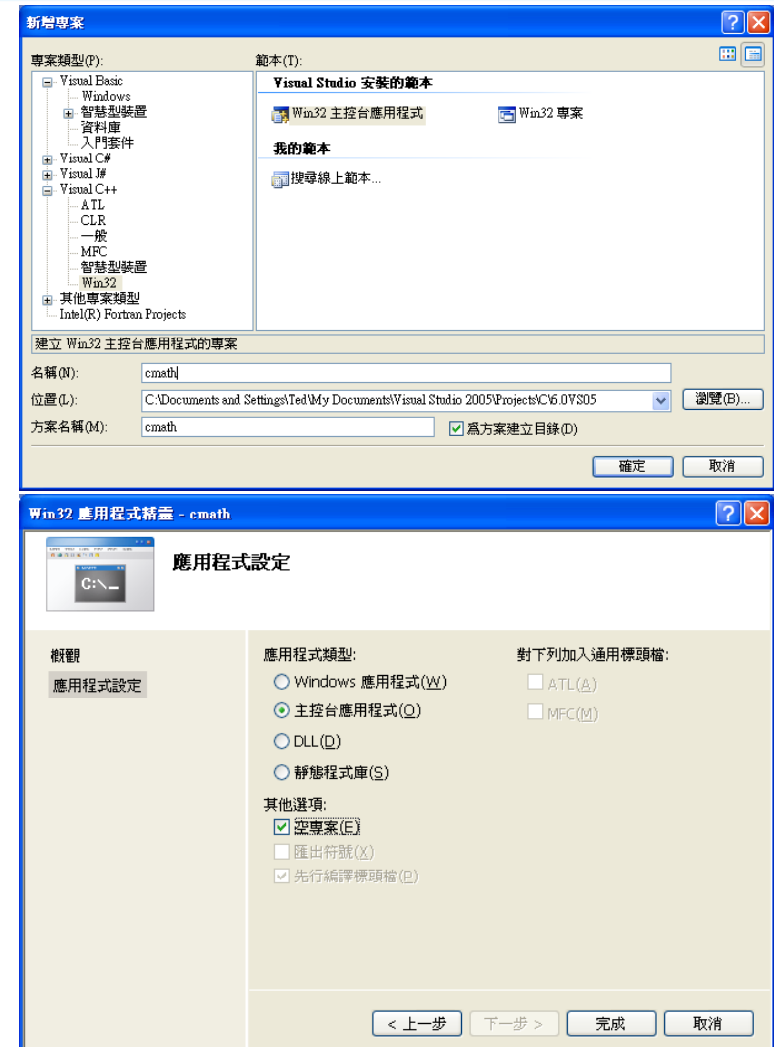 新增專案
專案類型(P):
範本(T):
Visual Basic
Windows
智慧型裝置
資料庫
入門套件
Visual C#
Visual J#
Visual C++
ATL
CLR
一般
MFC
智慧型裝置
Win32
其他專案類型
Intel(R) Fortran Projects
Visual Studio 安裝的範本
Win32 主控台應用程式
Win32 專案
我的範本
搜尋線上範本...
建立 Win32 主控台應用程式的專案
名稱(N): cmath
位置(L): C:\Documents and Settings\Ted\My Documents\Visual Studio 2005\Projects\C\6.0VS05 瀏覽(B)...
方案名稱(M): cmath 為方案建立目錄(D)
確定 取消
Win32 應用程式精靈 - cmath
C:\_
應用程式設定
概觀
應用程式設定
應用程式類型:
Windows 應用程式(W)
主控台應用程式(O)
DLL(D)
靜態程式庫(S)
其他選項:
空專案(E)
匯出符號(X)
先行編譯標頭檔(P)
對下列加入通用標頭檔:
ATL(A)
MFC(M)
< 上一步 下一步 > 完成 取消